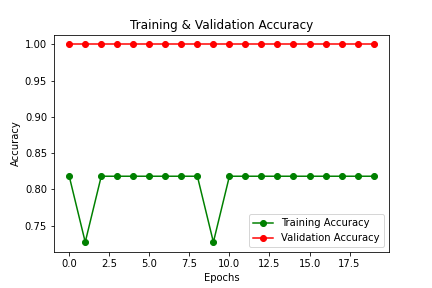 Training & Validation Accuracy
Accuracy
1.00
0.95
0.90
0.85
0.80
0.75
Training Accuracy
Validation Accuracy
0.0 2.5 5.0 7.5 10.0 12.5 15.0 17.5
Epochs